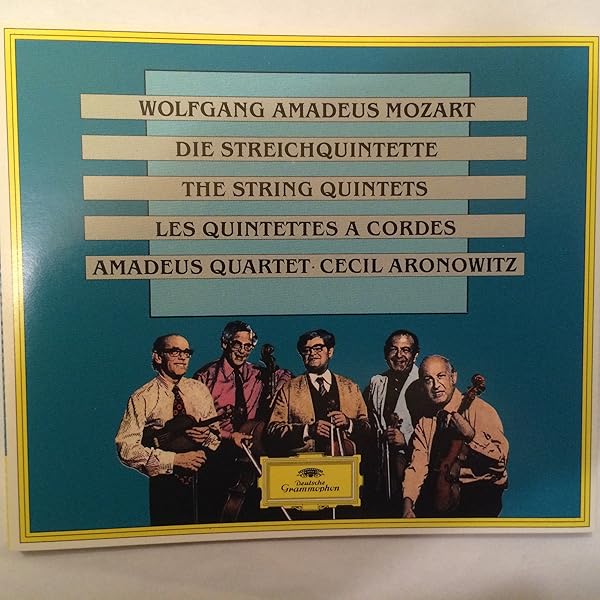 WOLFGANG AMADEUS MOZART
DIE STREICHQUINTETTE
THE STRING QUINTETS
LES QUINTETTES A CORDES
AMADEUS QUARTET · CECIL ARONOWITZ
Deutsche
Grammophon